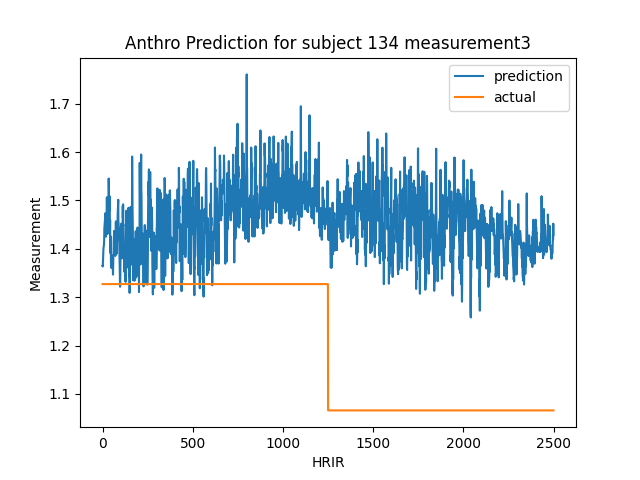 Anthro Prediction for subject 134 measurement3
prediction
actual
Measurement
1.7
1.6
1.5
1.4
1.3
1.2
1.1
0 500 1000 1500 2000 2500
HRIR